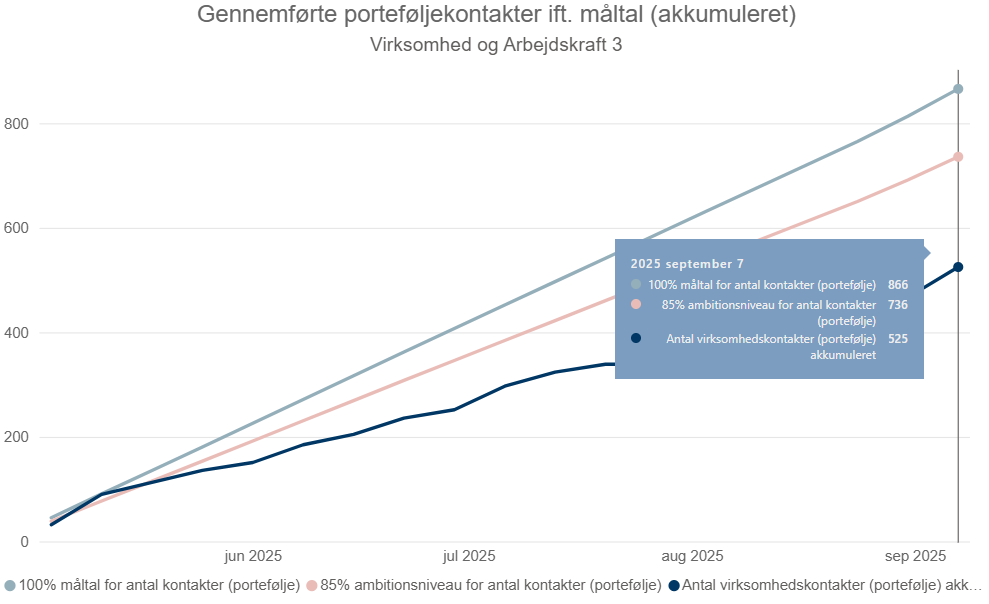 Gennemførte porteføljekontakter ift. måltal (akkumuleret)
Virksomhed og Arbejdskraft 3
800
600
400
200
0
2025 september 7
100% måltal for antal kontakter (portefølje) 866
85% ambitionsniveau for antal kontakter 736
(portefølje)
Antal virksomhedskontakter (portefølje) 525
akkumuleret
jun 2025 jul 2025 aug 2025 sep 2025
100% måltal for antal kontakter (portefølje) 85% ambitionsniveau for antal kontakter (portefølje) Antal virksomhedskontakter (portefølje) akk...